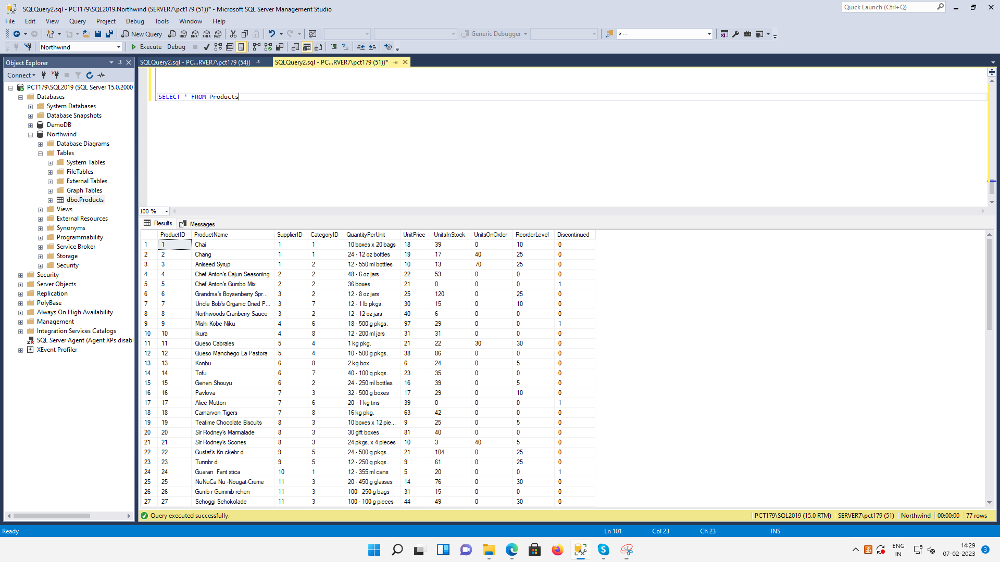 SQLQuery2.sql - PCT179\SQL2019.Northwind (SERVER7\pct179 (51))* - Microsoft SQL Server Management Studio
Quick Launch (Ctrl+Q)
File Edit View Query Project Debug Tools Window Help
New Query MDX DMX XMLA DAX Generic Debugger >--
Northwind Execute Debug
Object Explorer
SQLQuery2.sql - PC...RVER7\pct179 (54))
SQLQuery2.sql - PC...RVER7\pct179 (51))*
Connect
PCT179\SQL2019 (SQL Server 15.0.2000
Databases
System Databases
Database Snapshots
DemoDB
Northwind
Database Diagrams
Tables
System Tables
FileTables
External Tables
Graph Tables
dbo.Products
Views
External Resources
Synonyms
Programmability
Service Broker
Storage
Security
Security
Server Objects
Replication
PolyBase
Always On High Availability
Management
Integration Services Catalogs
SQL Server Agent (Agent XPs disabl
XEvent Profiler
SELECT * FROM Products
100 %
Results Messages
ProductID ProductName SupplierID CategoryID QuantityPerUnit UnitPrice UnitsInStock UnitsOnOrder ReorderLevel Discontinued
1 1 Chai 1 1 10 boxes x 20 bags 18 39 0 10 0
2 2 Chang 1 1 24 - 12 oz bottles 19 17 40 25 0
3 3 Aniseed Syrup 1 2 12 - 550 ml bottles 10 13 70 25 0
4 4 Chef Anton's Cajun Seasoning 2 2 48 - 6 oz jars 22 53 0 0 0
5 5 Chef Anton's Gumbo Mix 2 2 36 boxes 21 0 0 0 1
6 6 Grandma's Boysenberry Spr... 3 2 12 - 8 oz jars 25 120 0 25 0
7 7 Uncle Bob's Organic Dried P... 3 7 12 - 1 lb pkgs. 30 15 0 10 0
8 8 Northwoods Cranberry Sauce 3 2 12 - 12 oz jars 40 6 0 0 0
9 9 Mishi Kobe Niku 4 6 18 - 500 g pkgs. 97 29 0 0 1
10 10 Ikura 4 8 12 - 200 ml jars 31 31 0 0 0
11 11 Queso Cabrales 5 4 1 kg pkg. 21 22 30 30 0
12 12 Queso Manchego La Pastora 5 4 10 - 500 g pkgs. 38 86 0 0 0
13 13 Konbu 6 8 2 kg box 6 24 0 5 0
14 14 Tofu 6 7 40 - 100 g pkgs. 23 35 0 0 0
15 15 Genen Shouyu 6 2 24 - 250 ml bottles 16 39 0 5 0
16 16 Pavlova 7 3 32 - 500 g boxes 17 29 0 10 0
17 17 Alice Mutton 7 6 20 - 1 kg tins 39 0 0 0 1
18 18 Carnarvon Tigers 7 8 16 kg pkg. 63 42 0 0 0
19 19 Teatime Chocolate Biscuits 8 3 10 boxes x 12 pie... 9 25 0 5 0
20 20 Sir Rodney's Marmalade 8 3 30 gift boxes 81 40 0 0 0
21 21 Sir Rodney's Scones 8 3 24 pkgs. x 4 pieces 10 3 40 5 0
22 22 Gustaf's Kn ckebr d 9 5 24 - 500 g pkgs. 21 104 0 25 0
23 23 Tunnbr d 9 5 12 - 250 g pkgs. 9 61 0 25 0
24 24 Guaran Fant stica 10 1 12 - 355 ml cans 5 20 0 0 1
25 25 NuNuCa Nu -Nougat-Creme 11 3 20 - 450 g glasses 14 76 0 30 0
26 26 Gumb r Gummib rchen 11 3 100 - 250 g bags 31 15 0 0 0
27 27 Schoggi Schokolade 11 3 100 - 100 g pieces 44 49 0 30 0
Query executed successfully.
PCT179\SQL2019 (15.0 RTM) SERVER7\pct179 (51) Northwind 00:00:00 77 rows
Ready Ln 101 Col 23 Ch 23 INS
ENG
IN
14:29
07-02-2023
3